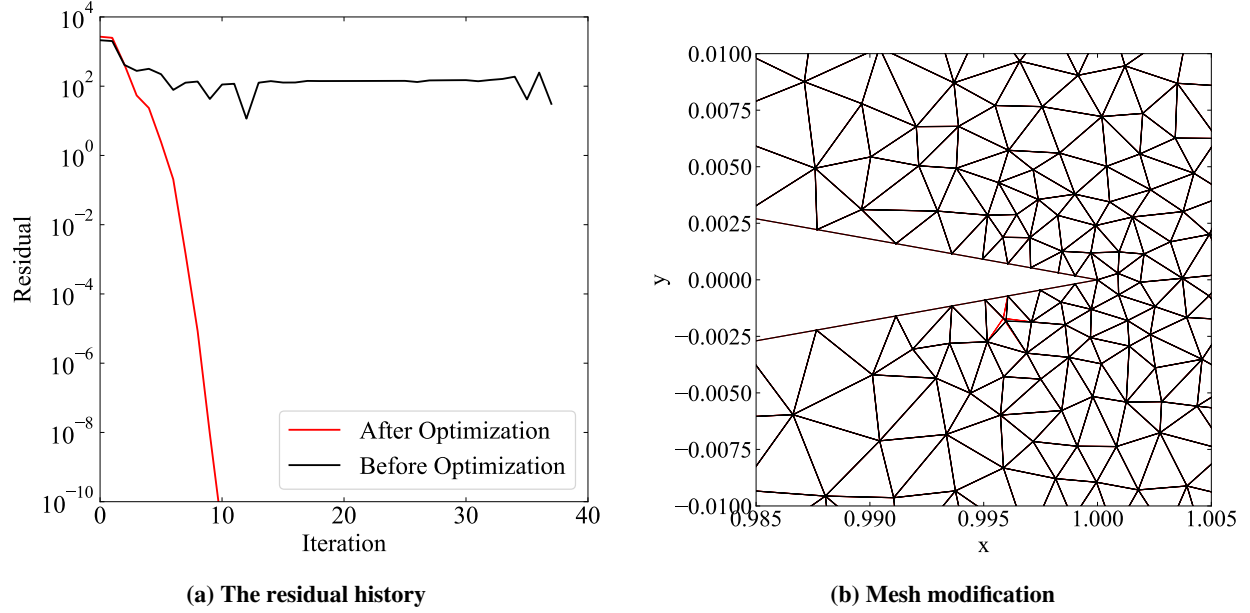 10^4
10^2
10^0
10^−2
10^−4
10^−6
10^−8
10^−10
Residual
0 10 20 30 40
Iteration
After Optimization
Before Optimization
(a) The residual history
0.0100
0.0075
0.0050
0.0025
0.0000
−0.0025
−0.0050
−0.0075
−0.0100
y
0.985 0.990 0.995 1.000 1.005
x
(b) Mesh modification